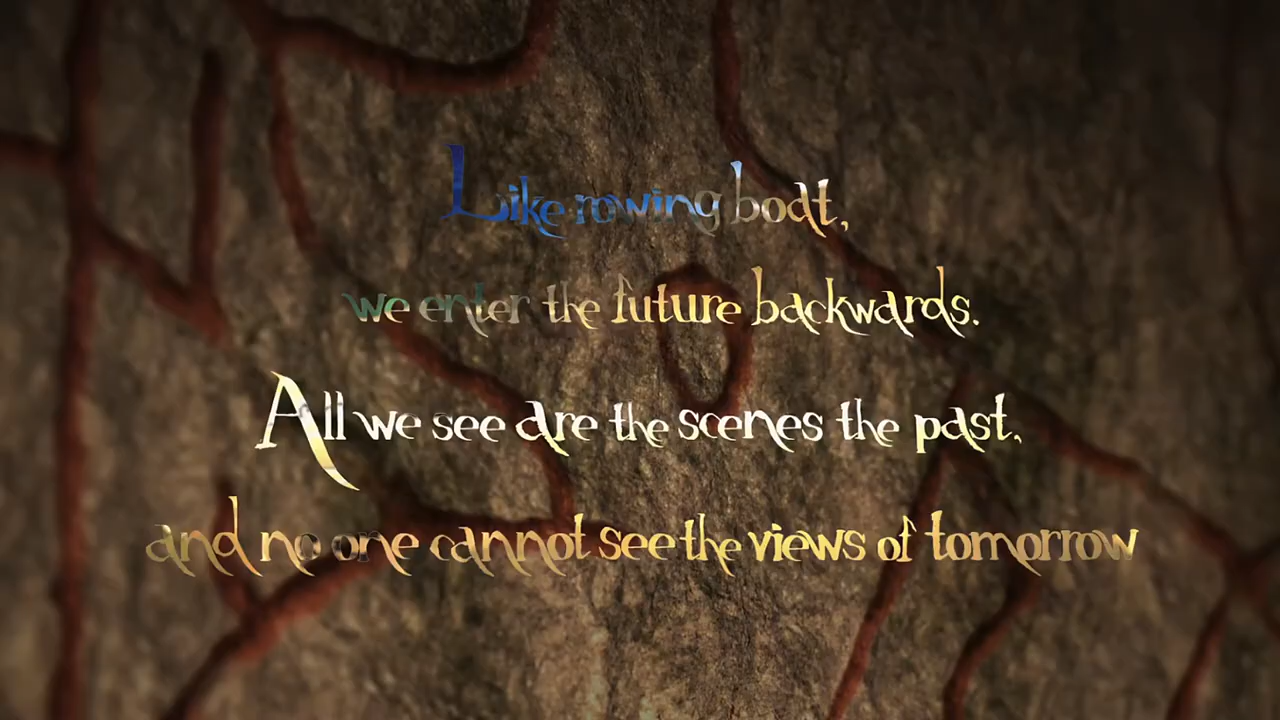 Like rowing boat,
we enter the future backwards.
All we see are the scenes the past,
and no one cannot see the views of tomorrow